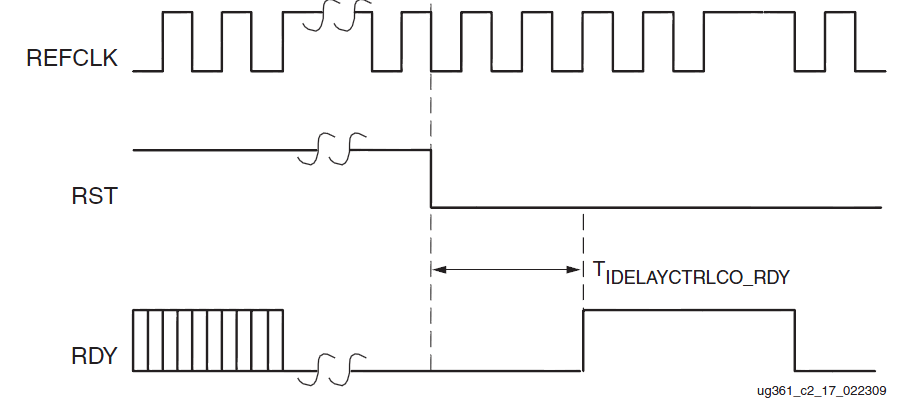 REFCLK
RST
TIDELAYCTRLCO_RDY
RDY
ug361_c2_17_022309